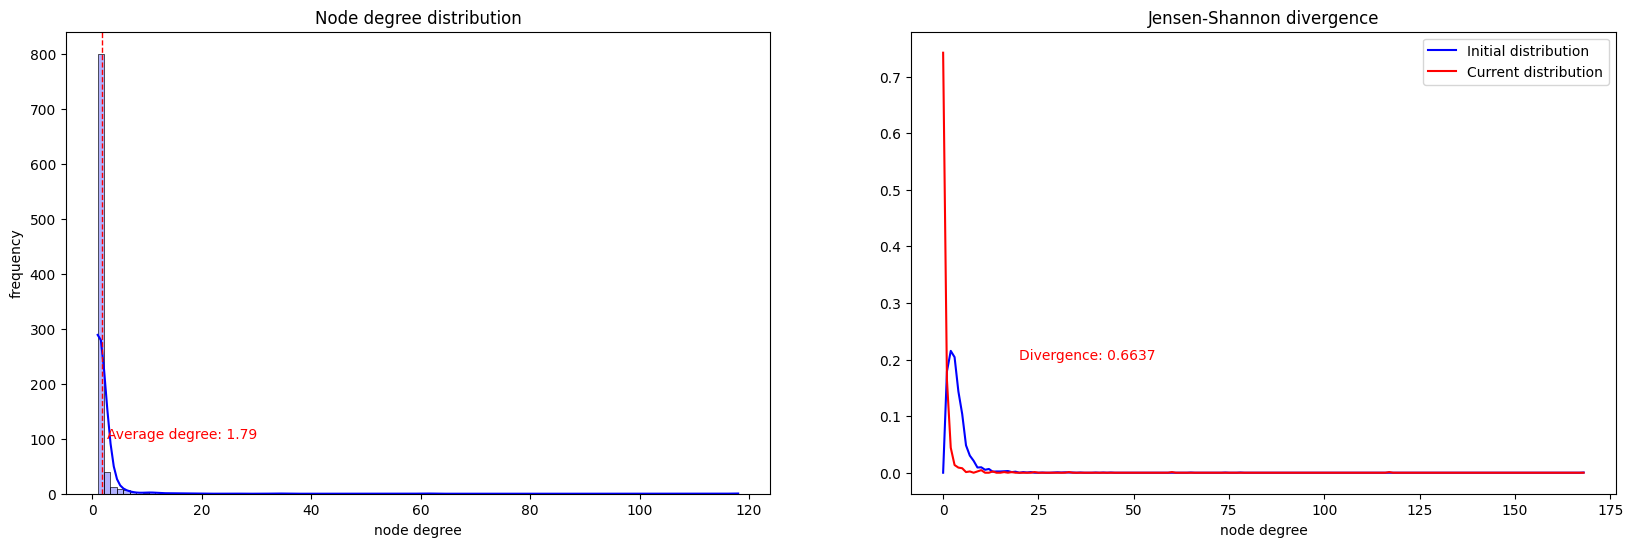 Node degree distribution
800
700
600
500
400
300
200
100
0
frequency
Average degree: 1.79
0 20 40 60 80 100 120
node degree
Jensen-Shannon divergence
Initial distribution
Current distribution
0.7
0.6
0.5
0.4
0.3
0.2
0.1
0.0
Divergence: 0.6637
0 25 50 75 100 125 150 175
node degree